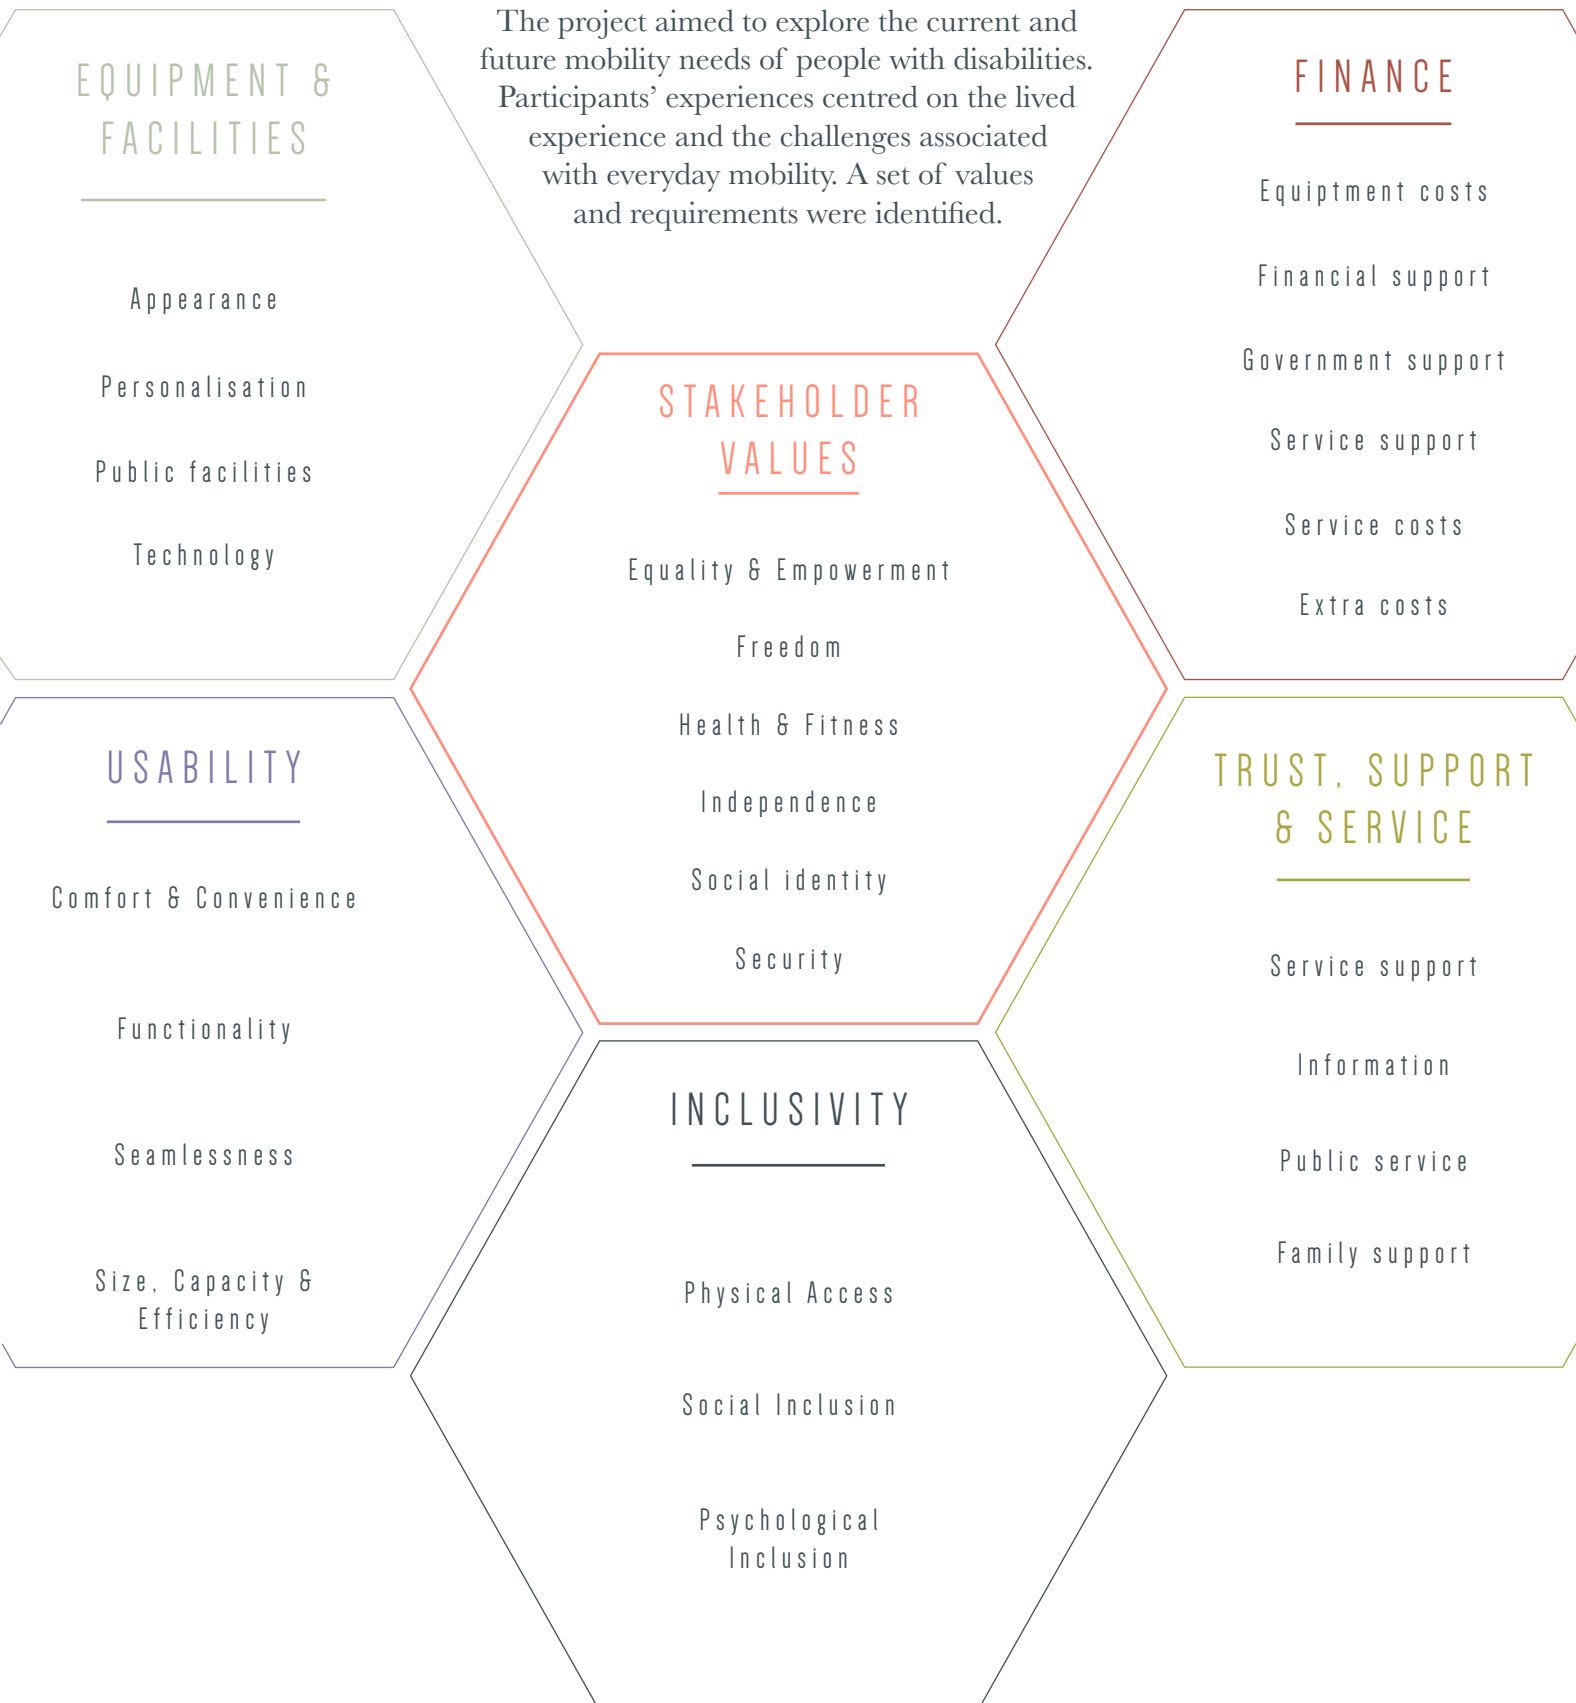 The project aimed to explore the current and
future mobility needs of people with disabilities.
Participants’ experiences centred on the lived
experience and the challenges associated
with everyday mobility. A set of values
and requirements were identified.
EQUIPMENT &
FACILITIES
Appearance
Personalisation
Public facilities
Technology
FINANCE
Equiptment costs
Financial support
Government support
Service support
Service costs
Extra costs
STAKEHOLDER
VALUES
Equality & Empowerment
Freedom
Health & Fitness
Independence
Social identity
Security
USABILITY
Comfort & Convenience
Functionality
Seamlessness
Size, Capacity &
Efficiency
TRUST, SUPPORT
& SERVICE
Service support
Information
Public service
Family support
INCLUSIVITY
Physical Access
Social Inclusion
Psychological
Inclusion